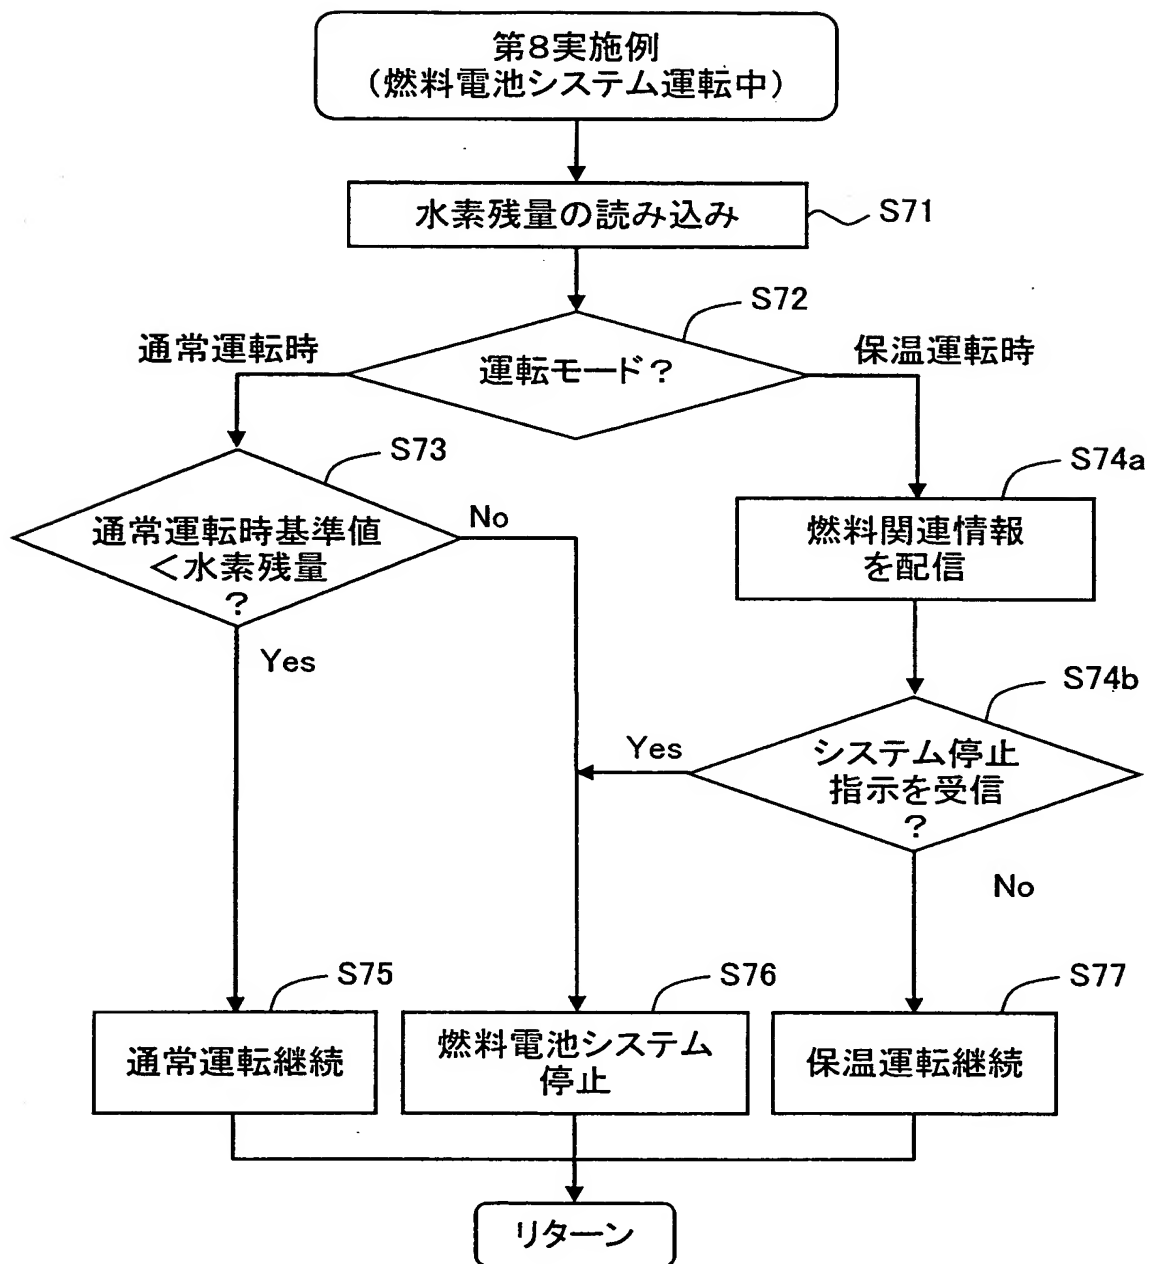 第8実施例
(燃料電池システム運転中)
水素残量の読み込み
S71
S72
通常運転時
運転モード?
保温運転時
S73
S74a
通常運転時基準値
<水素残量
?
No
燃料関連情報
を配信
Yes
S74b
システム停止
指示を受信
?
Yes
No
S75
S76
S77
通常運転継続
燃料電池システム
停止
保温運転継続
リターン